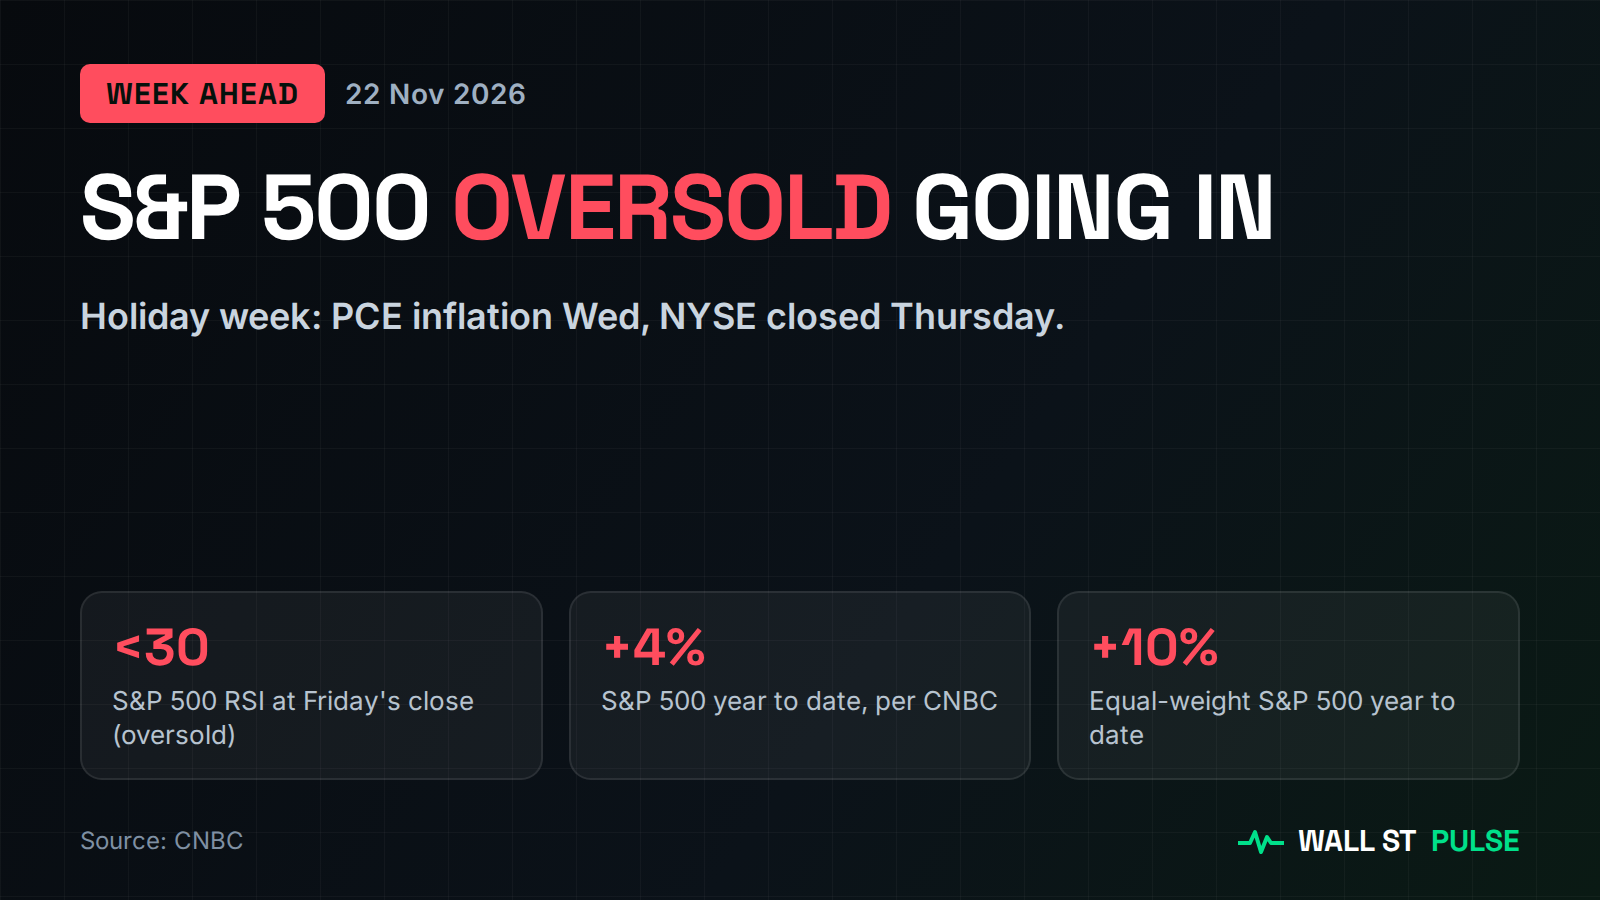 WEEK AHEAD 22 Nov 2026
S&P 500 OVERSOLD GOING IN
Holiday week: PCE inflation Wed, NYSE closed Thursday.
<30
S&P 500 RSI at Friday's close
(oversold)
+4%
S&P 500 year to date, per CNBC
+10%
Equal-weight S&P 500 year to
date
Source: CNBC
WALL ST PULSE